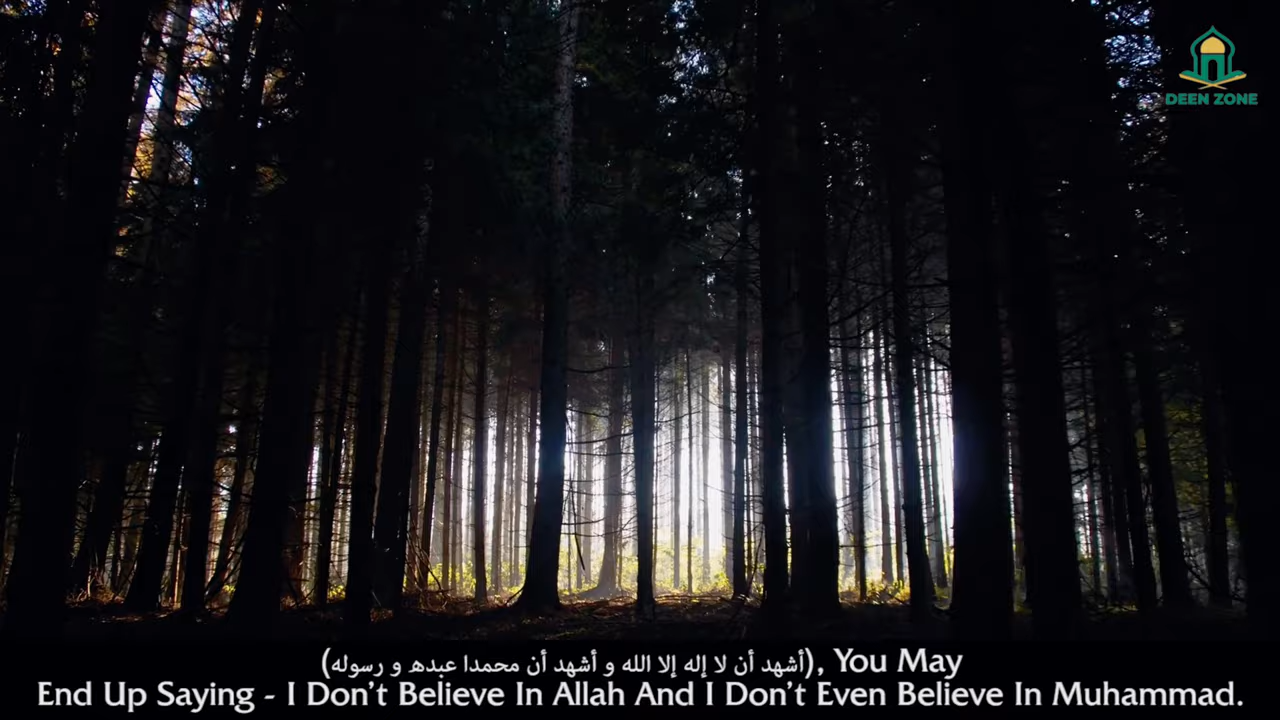 DEEN ZONE
(أشهد أن لا إله إلا الله و أشهد أن محمدا عبده و رسوله), You May
End Up Saying - I Don't Believe In Allah And I Don't Even Believe In Muhammad.